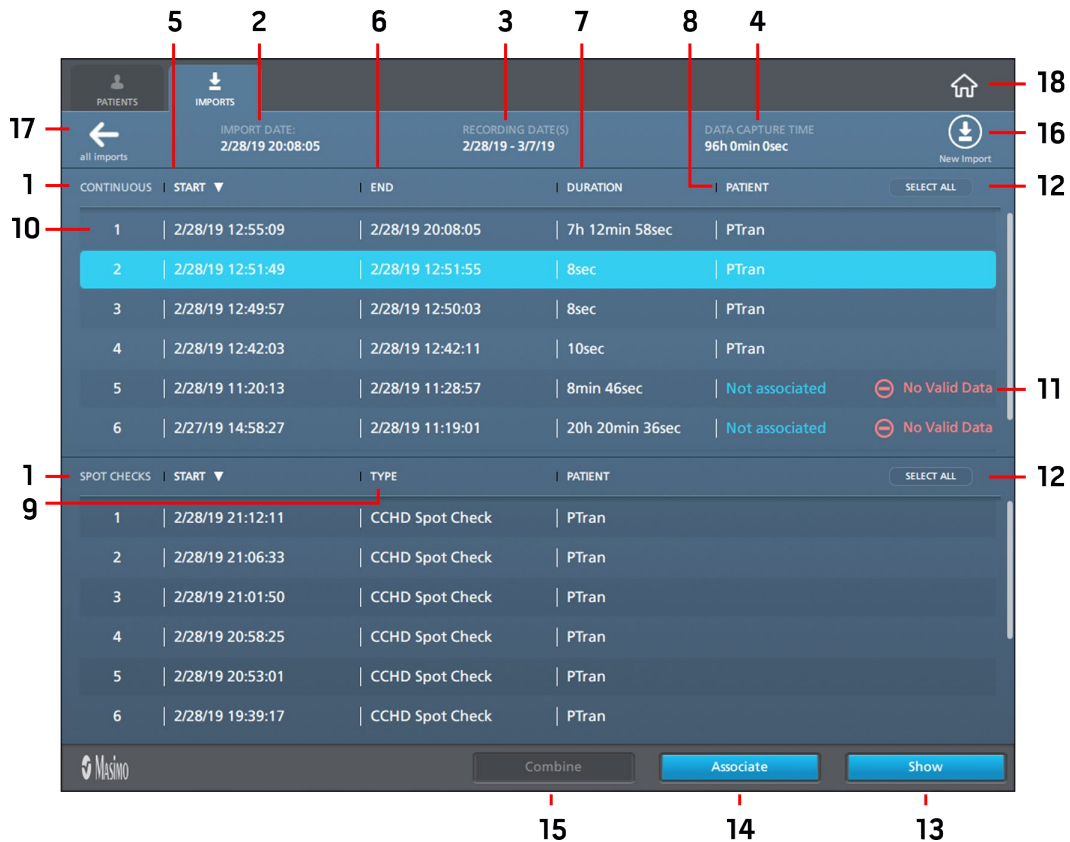 5 2 6 3 7 8 4
PATIENTS IMPORTS 18
17 IMPORT DATE: RECORDING DATE(S) DATA CAPTURE TIME 16
2/28/19 20:08:05 2/28/19 - 3/7/19 96h 0min 0sec
all imports New Import
1 CONTINUOUS START ▼ END DURATION PATIENT SELECT ALL 12
10 1 2/28/19 12:55:09 2/28/19 20:08:05 7h 12min 58sec PTran
2 2/28/19 12:51:49 2/28/19 12:51:55 8sec PTran
3 2/28/19 12:49:57 2/28/19 12:50:03 8sec PTran
4 2/28/19 12:42:03 2/28/19 12:42:11 10sec PTran
5 2/28/19 11:20:13 2/28/19 11:28:57 8min 46sec Not associated No Valid Data 11
6 2/27/19 14:58:27 2/28/19 11:19:01 20h 20min 36sec Not associated No Valid Data
1 SPOT CHECKS START ▼ TYPE PATIENT SELECT ALL 12
9
1 2/28/19 21:12:11 CCHD Spot Check PTran
2 2/28/19 21:06:33 CCHD Spot Check PTran
3 2/28/19 21:01:50 CCHD Spot Check PTran
4 2/28/19 20:58:25 CCHD Spot Check PTran
5 2/28/19 20:53:01 CCHD Spot Check PTran
6 2/28/19 19:39:17 CCHD Spot Check PTran
Masimo Combine Associate Show
15 14 13